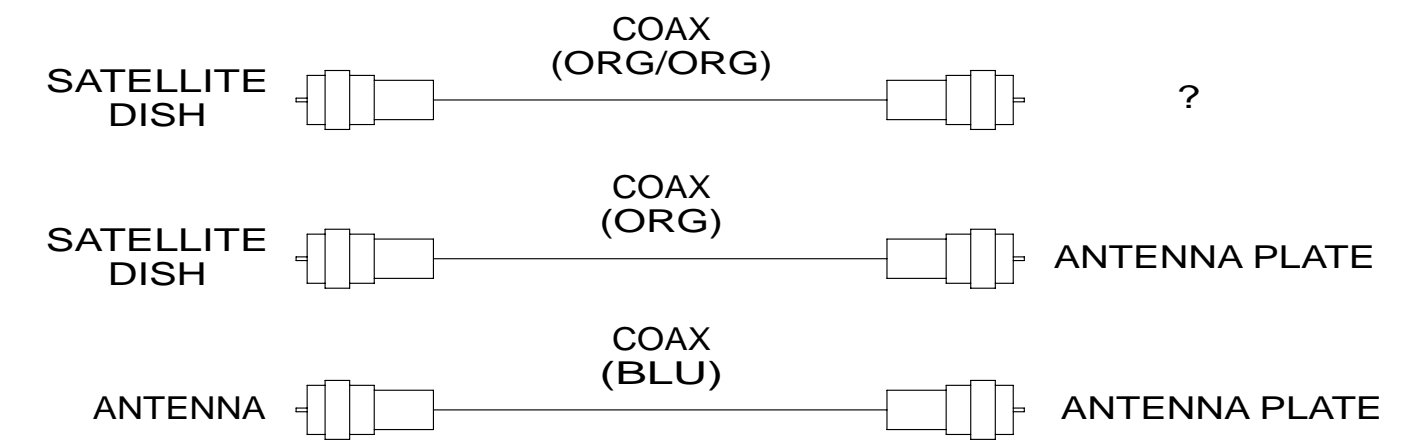 COAX
(ORG/ORG)
SATELLITE
DISH
?
COAX
(ORG)
SATELLITE
DISH
ANTENNA PLATE
COAX
(BLU)
ANTENNA
ANTENNA PLATE